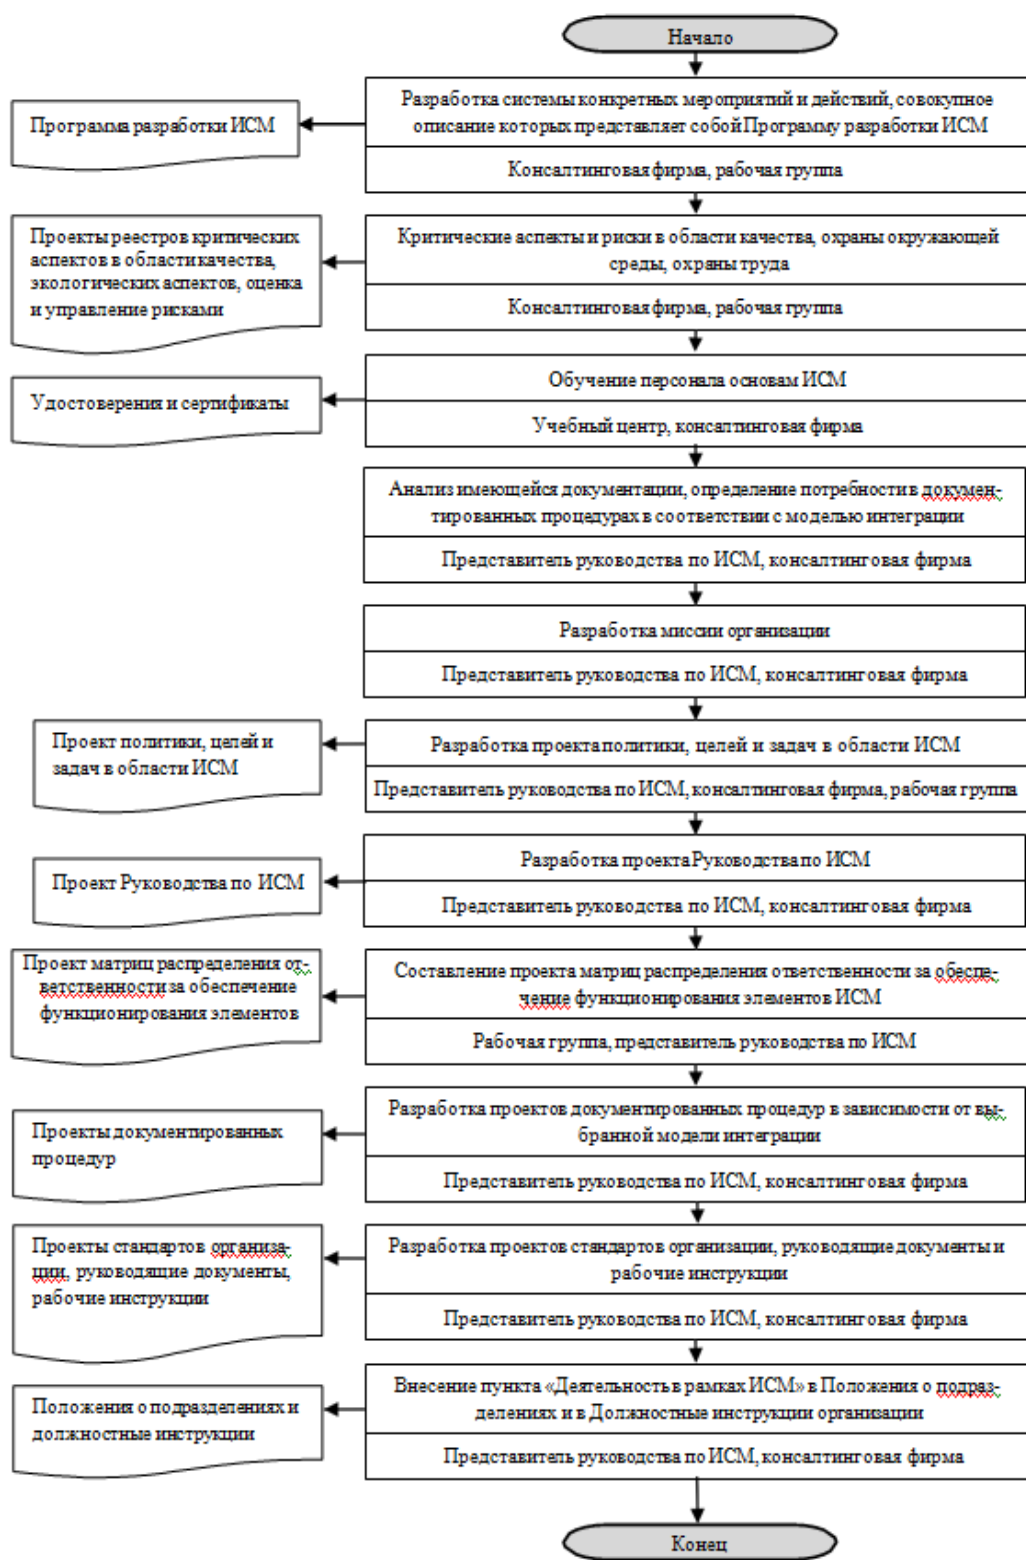 Начало
Разработка системы конкретных мероприятий и действий, совокупное
описание которых представляет собой Программу разработки ИСМ
Консалтинговая фирма, рабочая группа
Программа разработки ИСМ
Критические аспекты и риски в области качества, охраны окружающей
среды, охраны труда
Консалтинговая фирма, рабочая группа
Проекты реестров критических
аспектов в области качества,
экологических аспектов, оценка
и управление рисками
Обучение персонала основам ИСМ
Учебный центр, консалтинговая фирма
Удостоверения и сертификаты
Анализ имеющейся документации, определение потребности в докумен-
тированных процедурах в соответствии с моделью интеграции
Представитель руководства по ИСМ, консалтинговая фирма
Разработка миссии организации
Представитель руководства по ИСМ, консалтинговая фирма
Разработка проекта политики, целей и задач в области ИСМ
Представитель руководства по ИСМ, консалтинговая фирма, рабочая группа
Проект политики, целей и
задач в области ИСМ
Разработка проекта Руководства по ИСМ
Представитель руководства по ИСМ, консалтинговая фирма
Проект Руководства по ИСМ
Составление проекта матриц распределения ответственности за обеспе-
чение функционирования элементов ИСМ
Рабочая группа, представитель руководства по ИСМ
Проект матриц распределения от-
ветственности за обеспечение
функционирования элементов
Разработка проектов документированных процедур в зависимости от вы-
бранной модели интеграции
Представитель руководства по ИСМ, консалтинговая фирма
Проекты документированных
процедур
Разработка проектов стандартов организации, руководящие документы и
рабочие инструкции
Представитель руководства по ИСМ, консалтинговая фирма
Проекты стандартов организа-
ции, руководящие документы,
рабочие инструкции
Внесение пункта «Деятельность в рамках ИСМ» в Положения о подраз-
делениях и в Должностные инструкции организации
Представитель руководства по ИСМ, консалтинговая фирма
Положения о подразделениях и
должностные инструкции
Конец